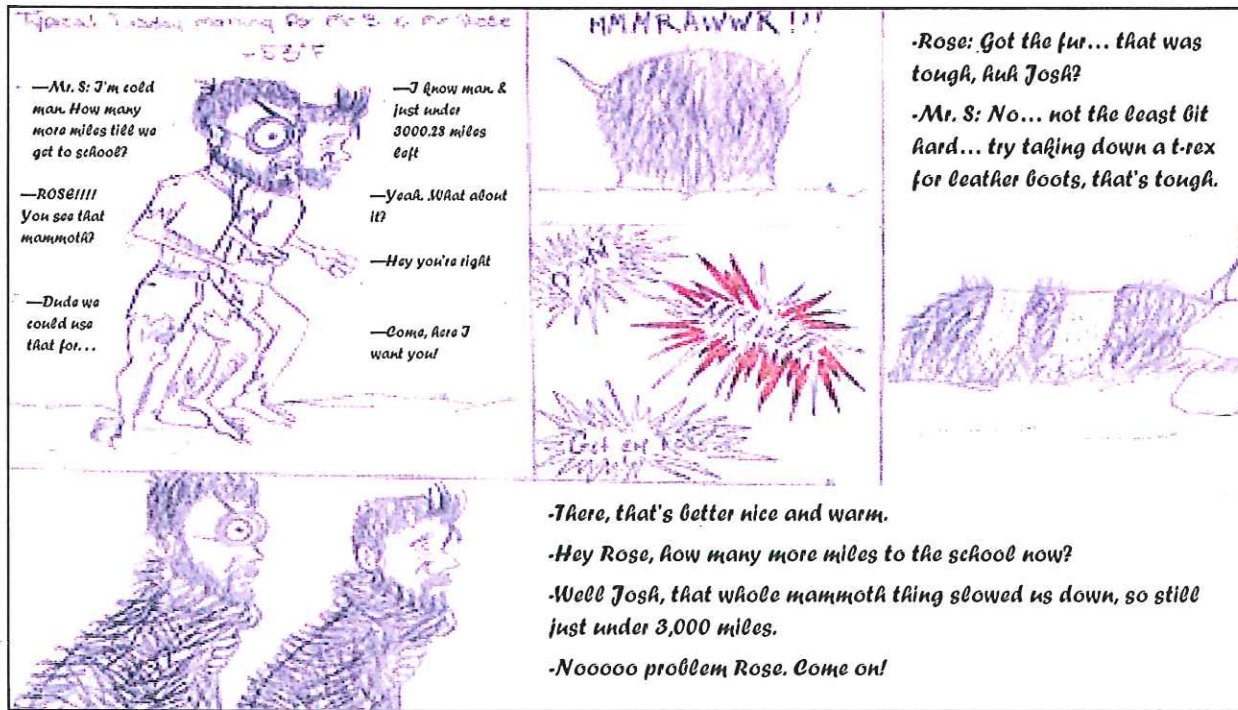 Typical Tuesday morning for Mr S & Mr Rose
-53°F
—Mr. S: I'm cold
man. How many
more miles till we
get to school?
—I know man &
just under
3000.23 miles
left
—ROSE!!!!
You see that
mammoth?
—Yeah. What about
it?
—Hey you're right
—Dude we
could use
that for...
—Come, here I
want you!
MMMRAWWR!!!
-Rose: Got the fur... that was
tough, huh Josh?
-Mr. S: No... not the least bit
hard... try taking down a t-rex
for leather boots, that's tough.
-There, that's better nice and warm.
-Hey Rose, how many more miles to the school now?
-Well Josh, that whole mammoth thing slowed us down, so still
just under 3,000 miles.
-Nooooo problem Rose. Come on!